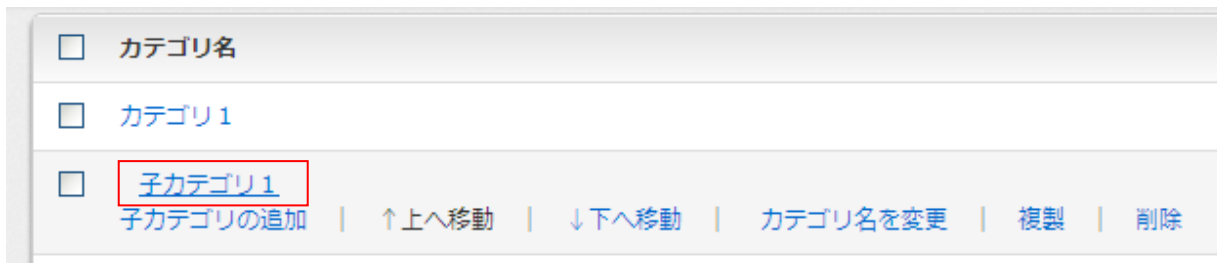 カテゴリ名
カテゴリ1
子カテゴリ1
子カテゴリの追加 | ↑上へ移動 | ↓下へ移動 | カテゴリ名を変更 | 複製 | 削除